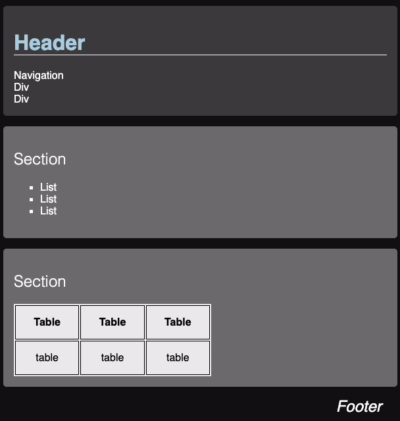 Header
Navigation
Div
Div
Section
List
List
List
Section
Table Table Table
table table table
Footer